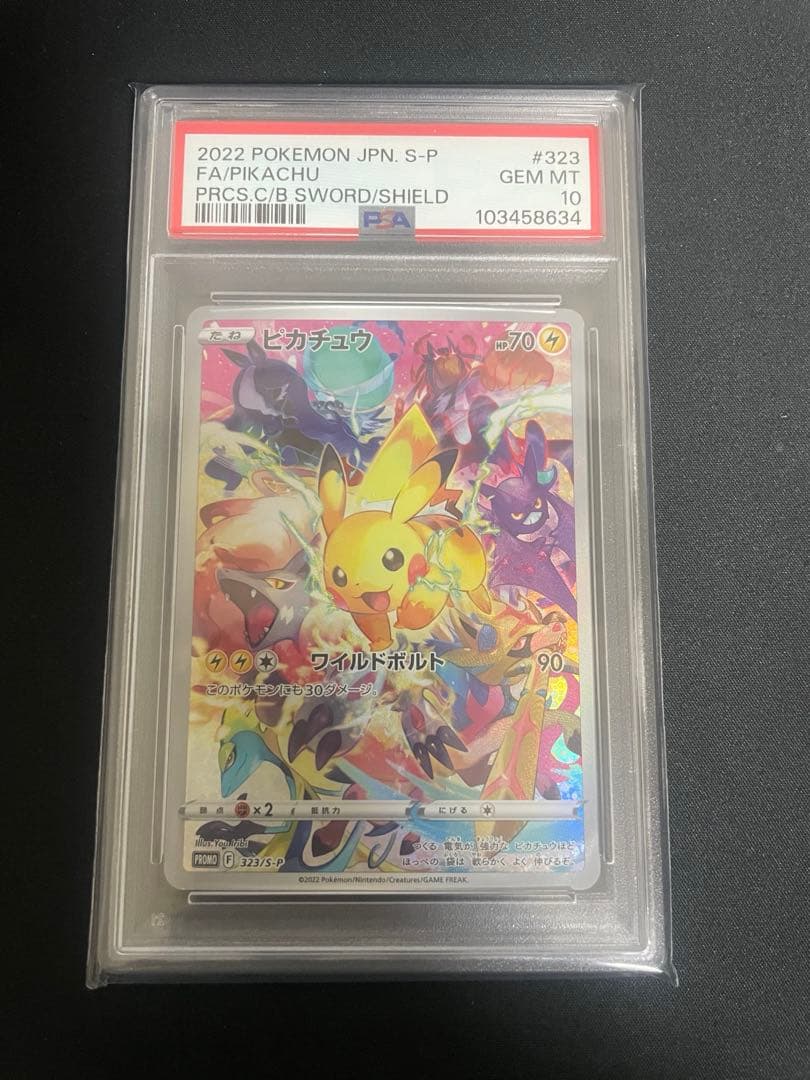 2022 POKEMON JPN. S-P #323
FA/PIKACHU GEM MT
PRCS.C/B SWORD/SHIELD 10
PSA 103458634
たね ピカチュウ HP70
ワイルドボルト 90
このポケモンにも30ダメージ。
弱点 ×2 抵抗力 にげる
Illus. You Iribi
つくる 電気が 強力な ピカチュウほど
PROMO F 323/S-P ほっぺの 袋は 軟らかく よく 伸びるぞ。
©2022 Pokémon/Nintendo/Creatures/GAME FREAK.